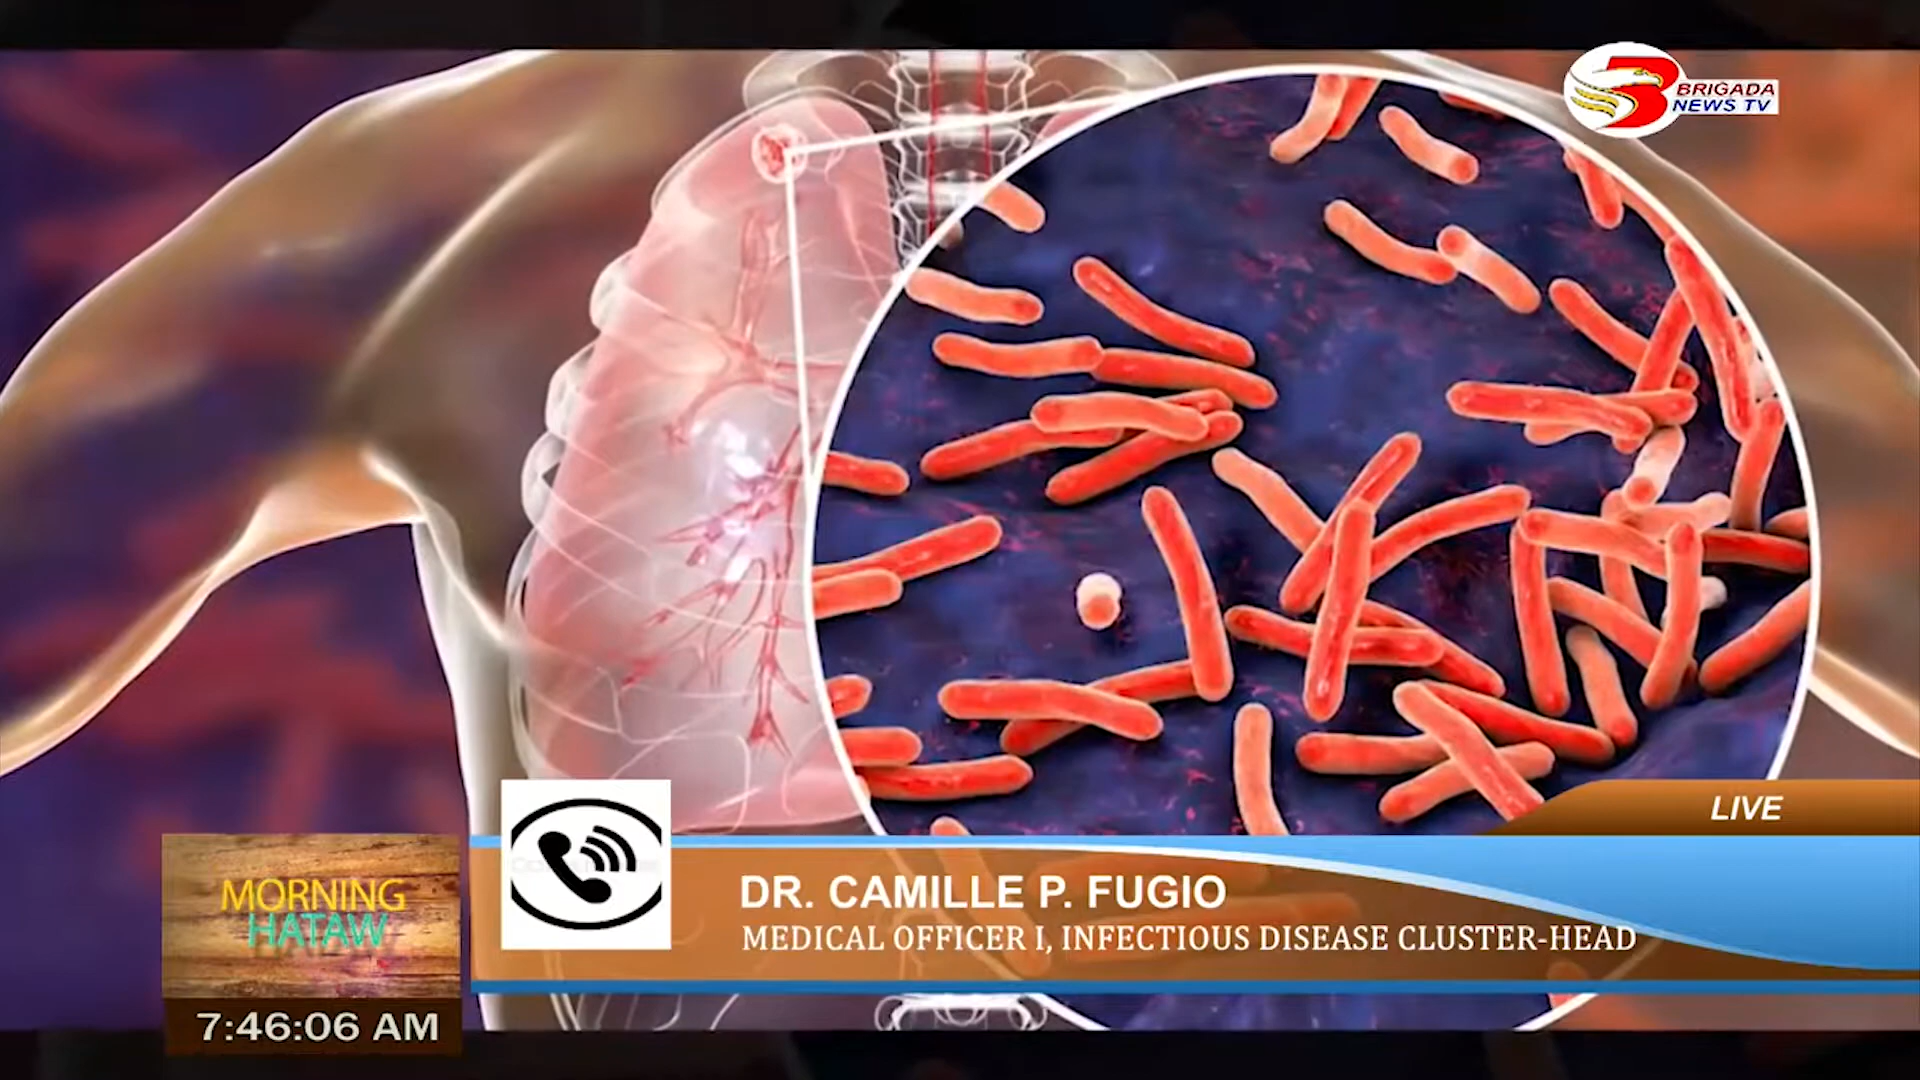 BRIGADA
NEWS TV
LIVE
DR. CAMILLE P. FUGIO
MEDICAL OFFICER I, INFECTIOUS DISEASE CLUSTER-HEAD
MORNING
HATAW
7:46:06 AM